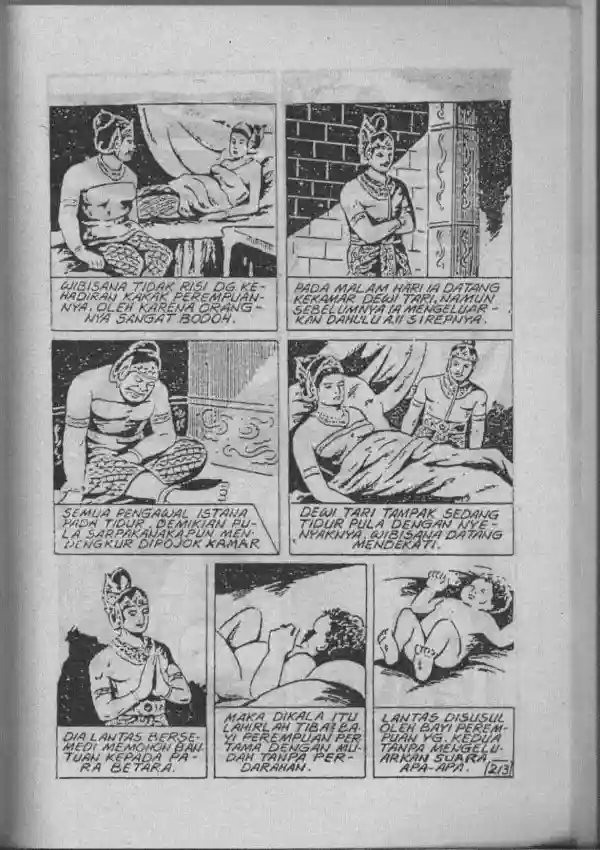 WIBISANA TIDAK RISI DG KE-
HADIRAN KAKAK PEREMPUAN-
NYA. OLEH KARENA ORANG-
NYA SANGAT BODOH.
PADA MALAM HARI IA DATANG
KEKAMAR DEWI TARI, NAMUN
SEBELUMNYA IA MENGELUAR-
KAN DAHULU AJI SIREPNYA.
SEMUA PENGAWAL ISTANA
PADA TIDUR. DEMIKIAN PU-
LA SARPAKANAKA PUN MEN-
DENGKUR DIPOJOK KAMAR
DEWI TARI TAMPAK SEDANG
TIDUR PULA DENGAN NYE-
NYAKNYA. WIBISANA DATANG
MENDEKATI.
DIA LANTAS BERSE-
MEDI MEMOHON BAN-
TUAN KEPADA PA-
RA BETARA.
MAKA DIKALA ITU
LAHIRLAH TIBA2 BA-
YI PEREMPUAN PER
TAMA DENGAN MU-
DAH TANPA PER-
DARAHAN.
LANTAS DISUSUL
OLEH BAYI PEREM-
PUAN YG. KEDUA
TANPA MENGELU-
ARKAN SUARA
APA-APA.
213